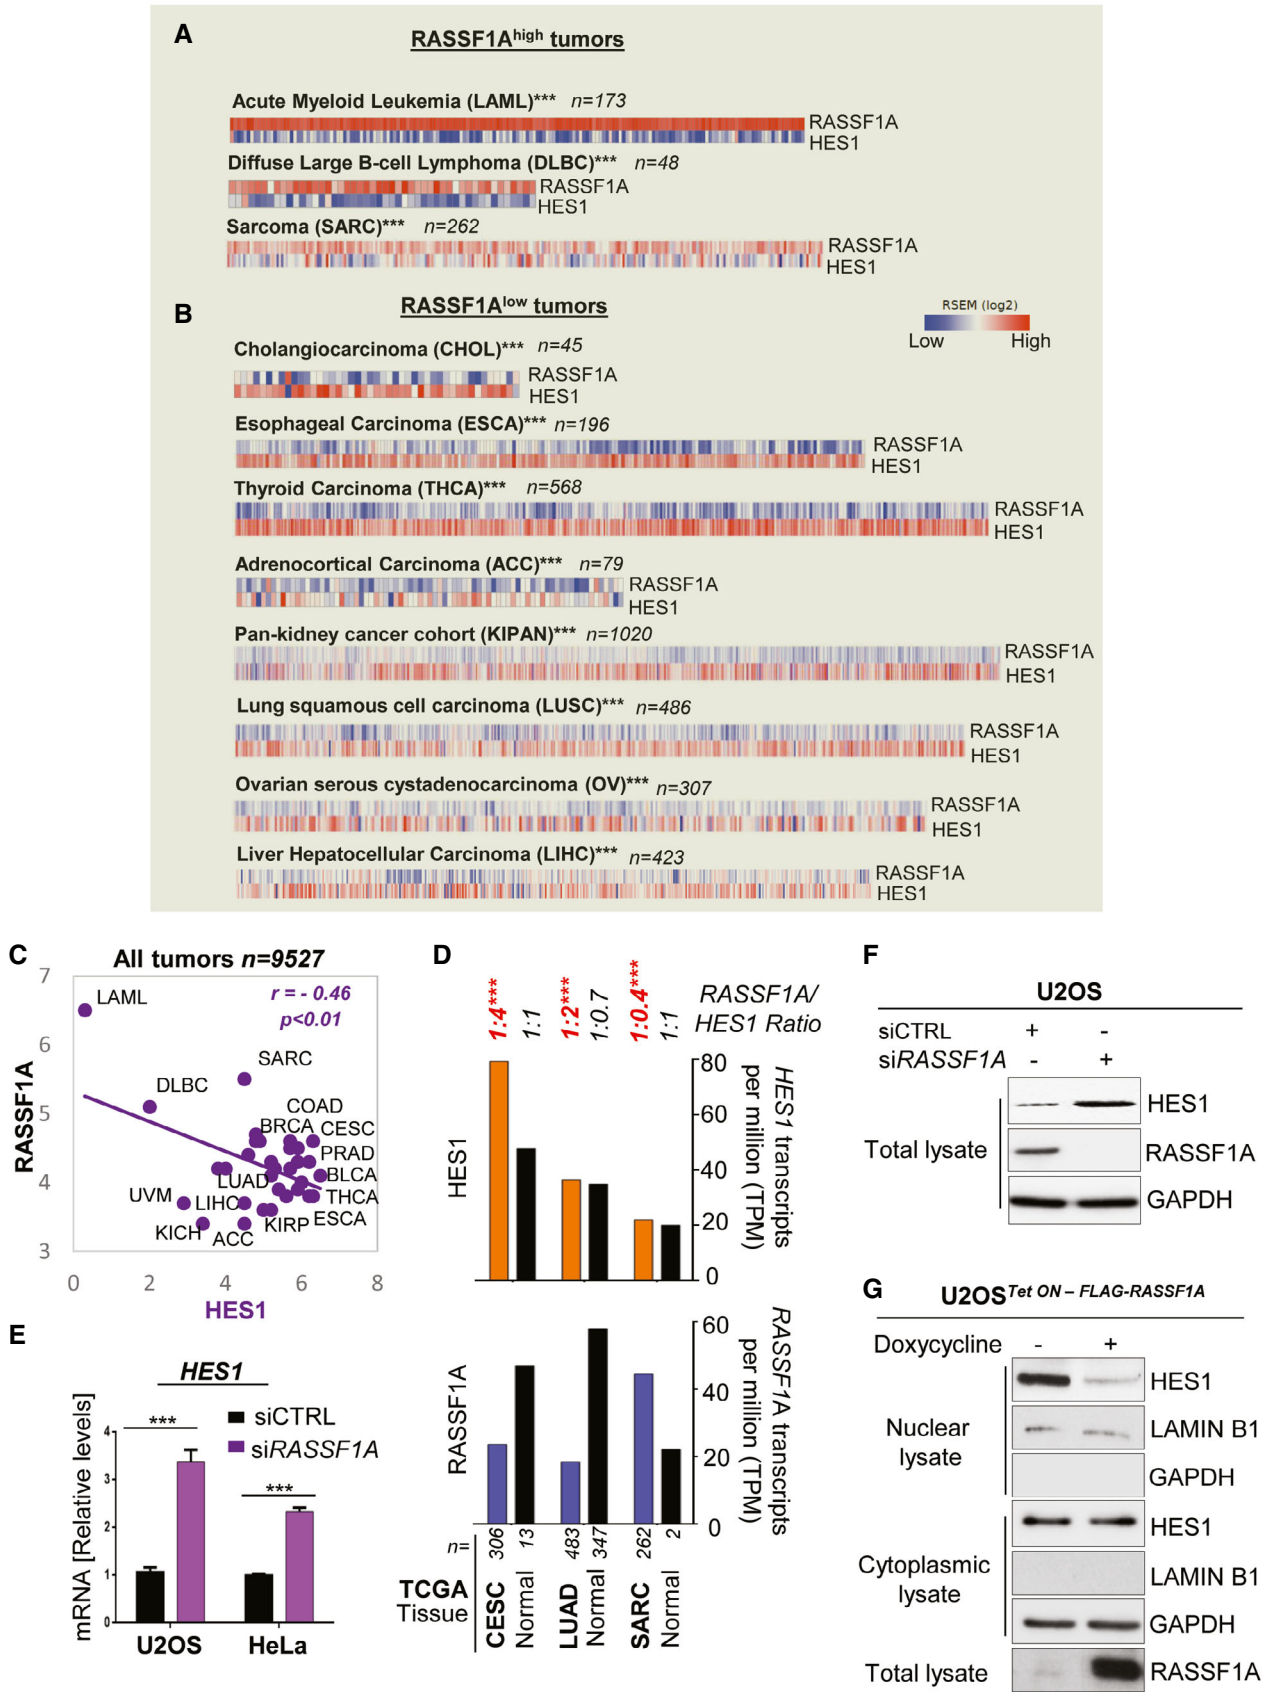 A
RASSF1Ahigh tumors
Acute Myeloid Leukemia (LAML)*** n=173
RASSF1A
HES1
Diffuse Large B-cell Lymphoma (DLBC)*** n=48
RASSF1A
HES1
Sarcoma (SARC)*** n=262
RASSF1A
HES1
B
RASSF1Alow tumors
RSEM (log2)
Low High
Cholangiocarcinoma (CHOL)*** n=45
RASSF1A
HES1
Esophageal Carcinoma (ESCA)*** n=196
RASSF1A
HES1
Thyroid Carcinoma (THCA)*** n=568
RASSF1A
HES1
Adrenocortical Carcinoma (ACC)*** n=79
RASSF1A
HES1
Pan-kidney cancer cohort (KIPAN)*** n=1020
RASSF1A
HES1
Lung squamous cell carcinoma (LUSC)*** n=486
RASSF1A
HES1
Ovarian serous cystadenocarcinoma (OV)*** n=307
RASSF1A
HES1
Liver Hepatocellular Carcinoma (LIHC)*** n=423
RASSF1A
HES1
C
All tumors n=9527
r = - 0.46
p<0.01
7
6
5
4
3
RASSF1A
LAML
SARC
DLBC
COAD
BRCA CESC
PRAD
LUAD BLCA
UVM LIHC THCA
KICH ACC KIRP ESCA
0 2 4 6 8
HES1
D
1:4*** 1:1 1:2*** 1:0.7 1:0.4*** 1:1
RASSF1A/
HES1 Ratio
HES1
80
60
40
20
0
HES1 transcripts
per million (TPM)
RASSF1A
60
40
20
0
RASSF1A transcripts
per million (TPM)
n= 306 13 483 347 262 2
TCGA
Tissue
CESC Normal LUAD Normal SARC Normal
E
HES1
siCTRL
siRASSF1A
mRNA [Relative levels]
4
3
2
1
0
***
***
U2OS HeLa
F
U2OS
siCTRL + -
siRASSF1A - +
Total lysate
HES1
RASSF1A
GAPDH
G
U2OSTet ON – FLAG-RASSF1A
Doxycycline - +
Nuclear
lysate
HES1
LAMIN B1
GAPDH
Cytoplasmic
lysate
HES1
LAMIN B1
GAPDH
Total lysate RASSF1A